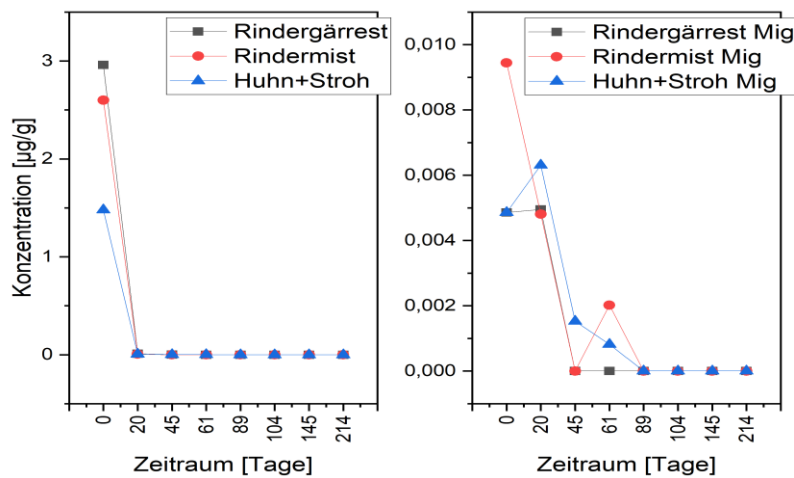 Konzentration [µg/g]
3
2
1
0
Rindergärrest
Rindermist
Huhn+Stroh
0
20
45
61
89
104
145
214
Zeitraum [Tage]
0,010
0,008
0,006
0,004
0,002
0,000
Rindergärrest Mig
Rindermist Mig
Huhn+Stroh Mig
0
20
45
61
89
104
145
214
Zeitraum [Tage]